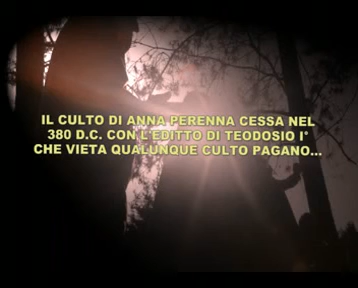 IL CULTO DI ANNA PERENNA CESSA NEL
380 D.C. CON L'EDITTO DI TEODOSIO I°
CHE VIETA QUALUNQUE CULTO PAGANO...